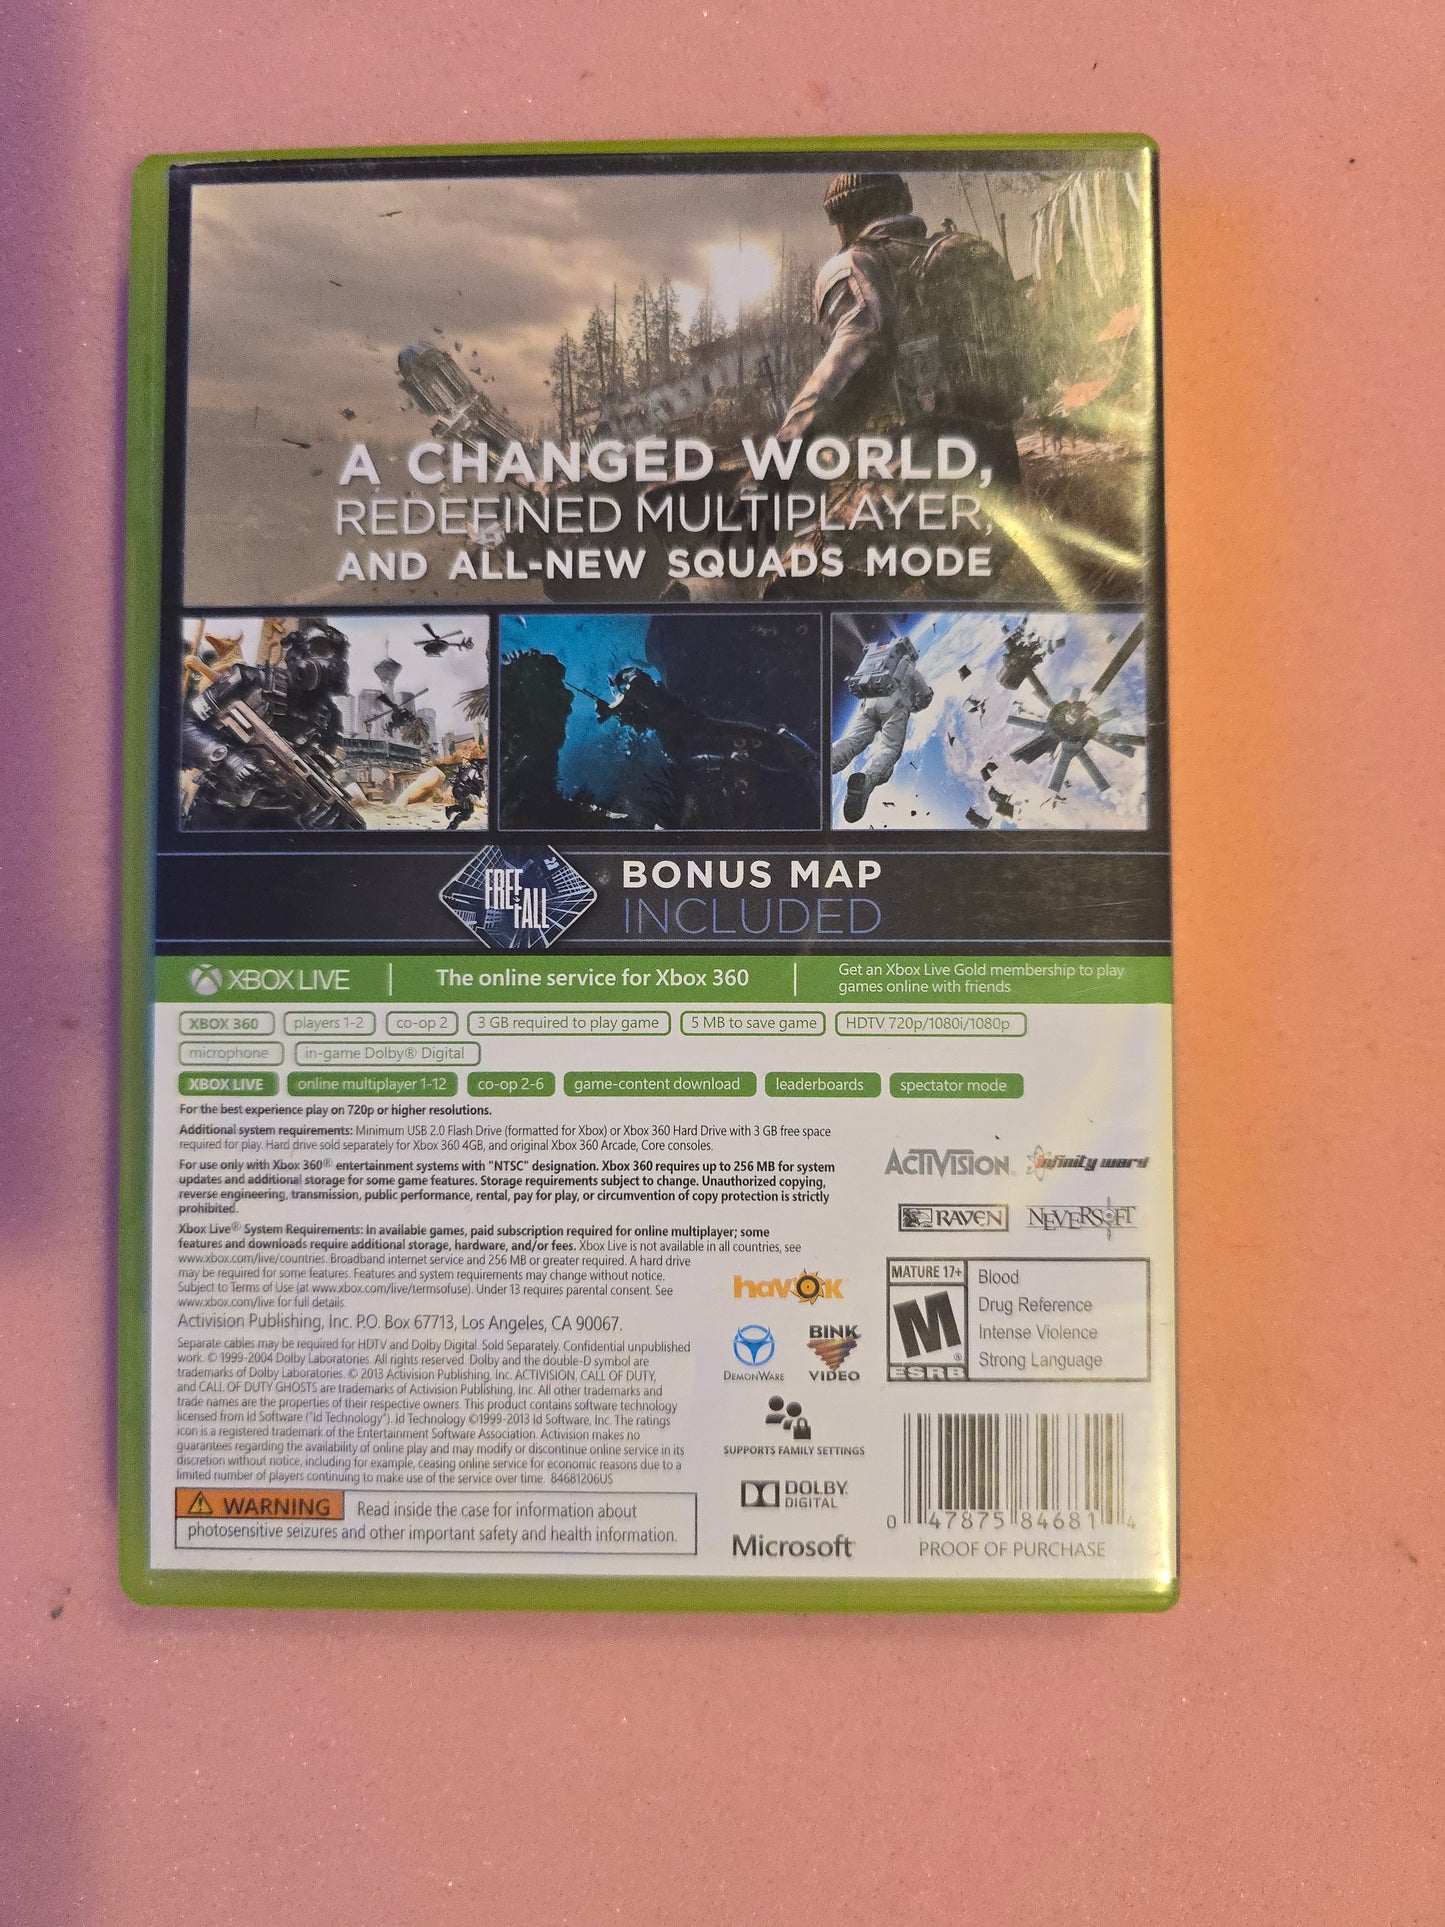 A CHANGED WORLD,
REDEFINED MULTIPLAYER,
AND ALL-NEW SQUADS MODE
FREE FALL
BONUS MAP
INCLUDED
XBOX LIVE
The online service for Xbox 360
Get an Xbox Live Gold membership to play
games online with friends
XBOX 360 players 1-2 co-op 2 3 GB required to play game 5 MB to save game HDTV 720p/1080i/1080p
microphone in-game Dolby® Digital
XBOX LIVE online multiplayer 1-12 co-op 2-6 game-content download leaderboards spectator mode
For the best experience play on 720p or higher resolutions.
Additional system requirements: Minimum USB 2.0 Flash Drive (formatted for Xbox) or Xbox 360 Hard Drive with 3 GB free space
required for play. Hard drive sold separately for Xbox 360 4GB, and original Xbox 360 Arcade, Core consoles.
For use only with Xbox 360® entertainment systems with "NTSC" designation. Xbox 360 requires up to 256 MB for system
updates and additional storage for some game features. Storage requirements subject to change. Unauthorized copying,
reverse engineering, transmission, public performance, rental, pay for play, or circumvention of copy protection is strictly
prohibited.
Xbox Live® System Requirements: In available games, paid subscription required for online multiplayer; some
features and downloads require additional storage, hardware, and/or fees. Xbox Live is not available in all countries, see
www.xbox.com/live/countries. Broadband internet service and 256 MB or greater required. A hard drive
may be required for some features. Features and system requirements may change without notice.
Subject to Terms of Use (at www.xbox.com/live/termsofuse). Under 13 requires parental consent. See
www.xbox.com/live for full details.
Activision Publishing, Inc. P.O. Box 67713, Los Angeles, CA 90067.
Separate cables may be required for HDTV and Dolby Digital. Sold Separately. Confidential unpublished
work. © 1999-2004 Dolby Laboratories. All rights reserved. Dolby and the double-D symbol are
trademarks of Dolby Laboratories. © 2013 Activision Publishing, Inc. ACTIVISION, CALL OF DUTY,
and CALL OF DUTY GHOSTS are trademarks of Activision Publishing, Inc. All other trademarks and
trade names are the properties of their respective owners. This product contains software technology
licensed from Id Software ("Id Technology"). Id Technology ©1999-2013 Id Software, Inc. The ratings
icon is a registered trademark of the Entertainment Software Association. Activision makes no
guarantees regarding the availability of online play and may modify or discontinue online service in its
discretion without notice, including for example, ceasing online service for economic reasons due to a
limited number of players continuing to make use of the service over time. 84681206US
WARNING Read inside the case for information about
photosensitive seizures and other important safety and health information.
ACTIVISION
infinity ward
RAVEN
NEVERSOFT
havok
DEMONWARE
BINK
VIDEO
SUPPORTS FAMILY SETTINGS
DOLBY
DIGITAL
Microsoft
MATURE 17+
M
®
ESRB
Blood
Drug Reference
Intense Violence
Strong Language
0 47875 84681 4
PROOF OF PURCHASE